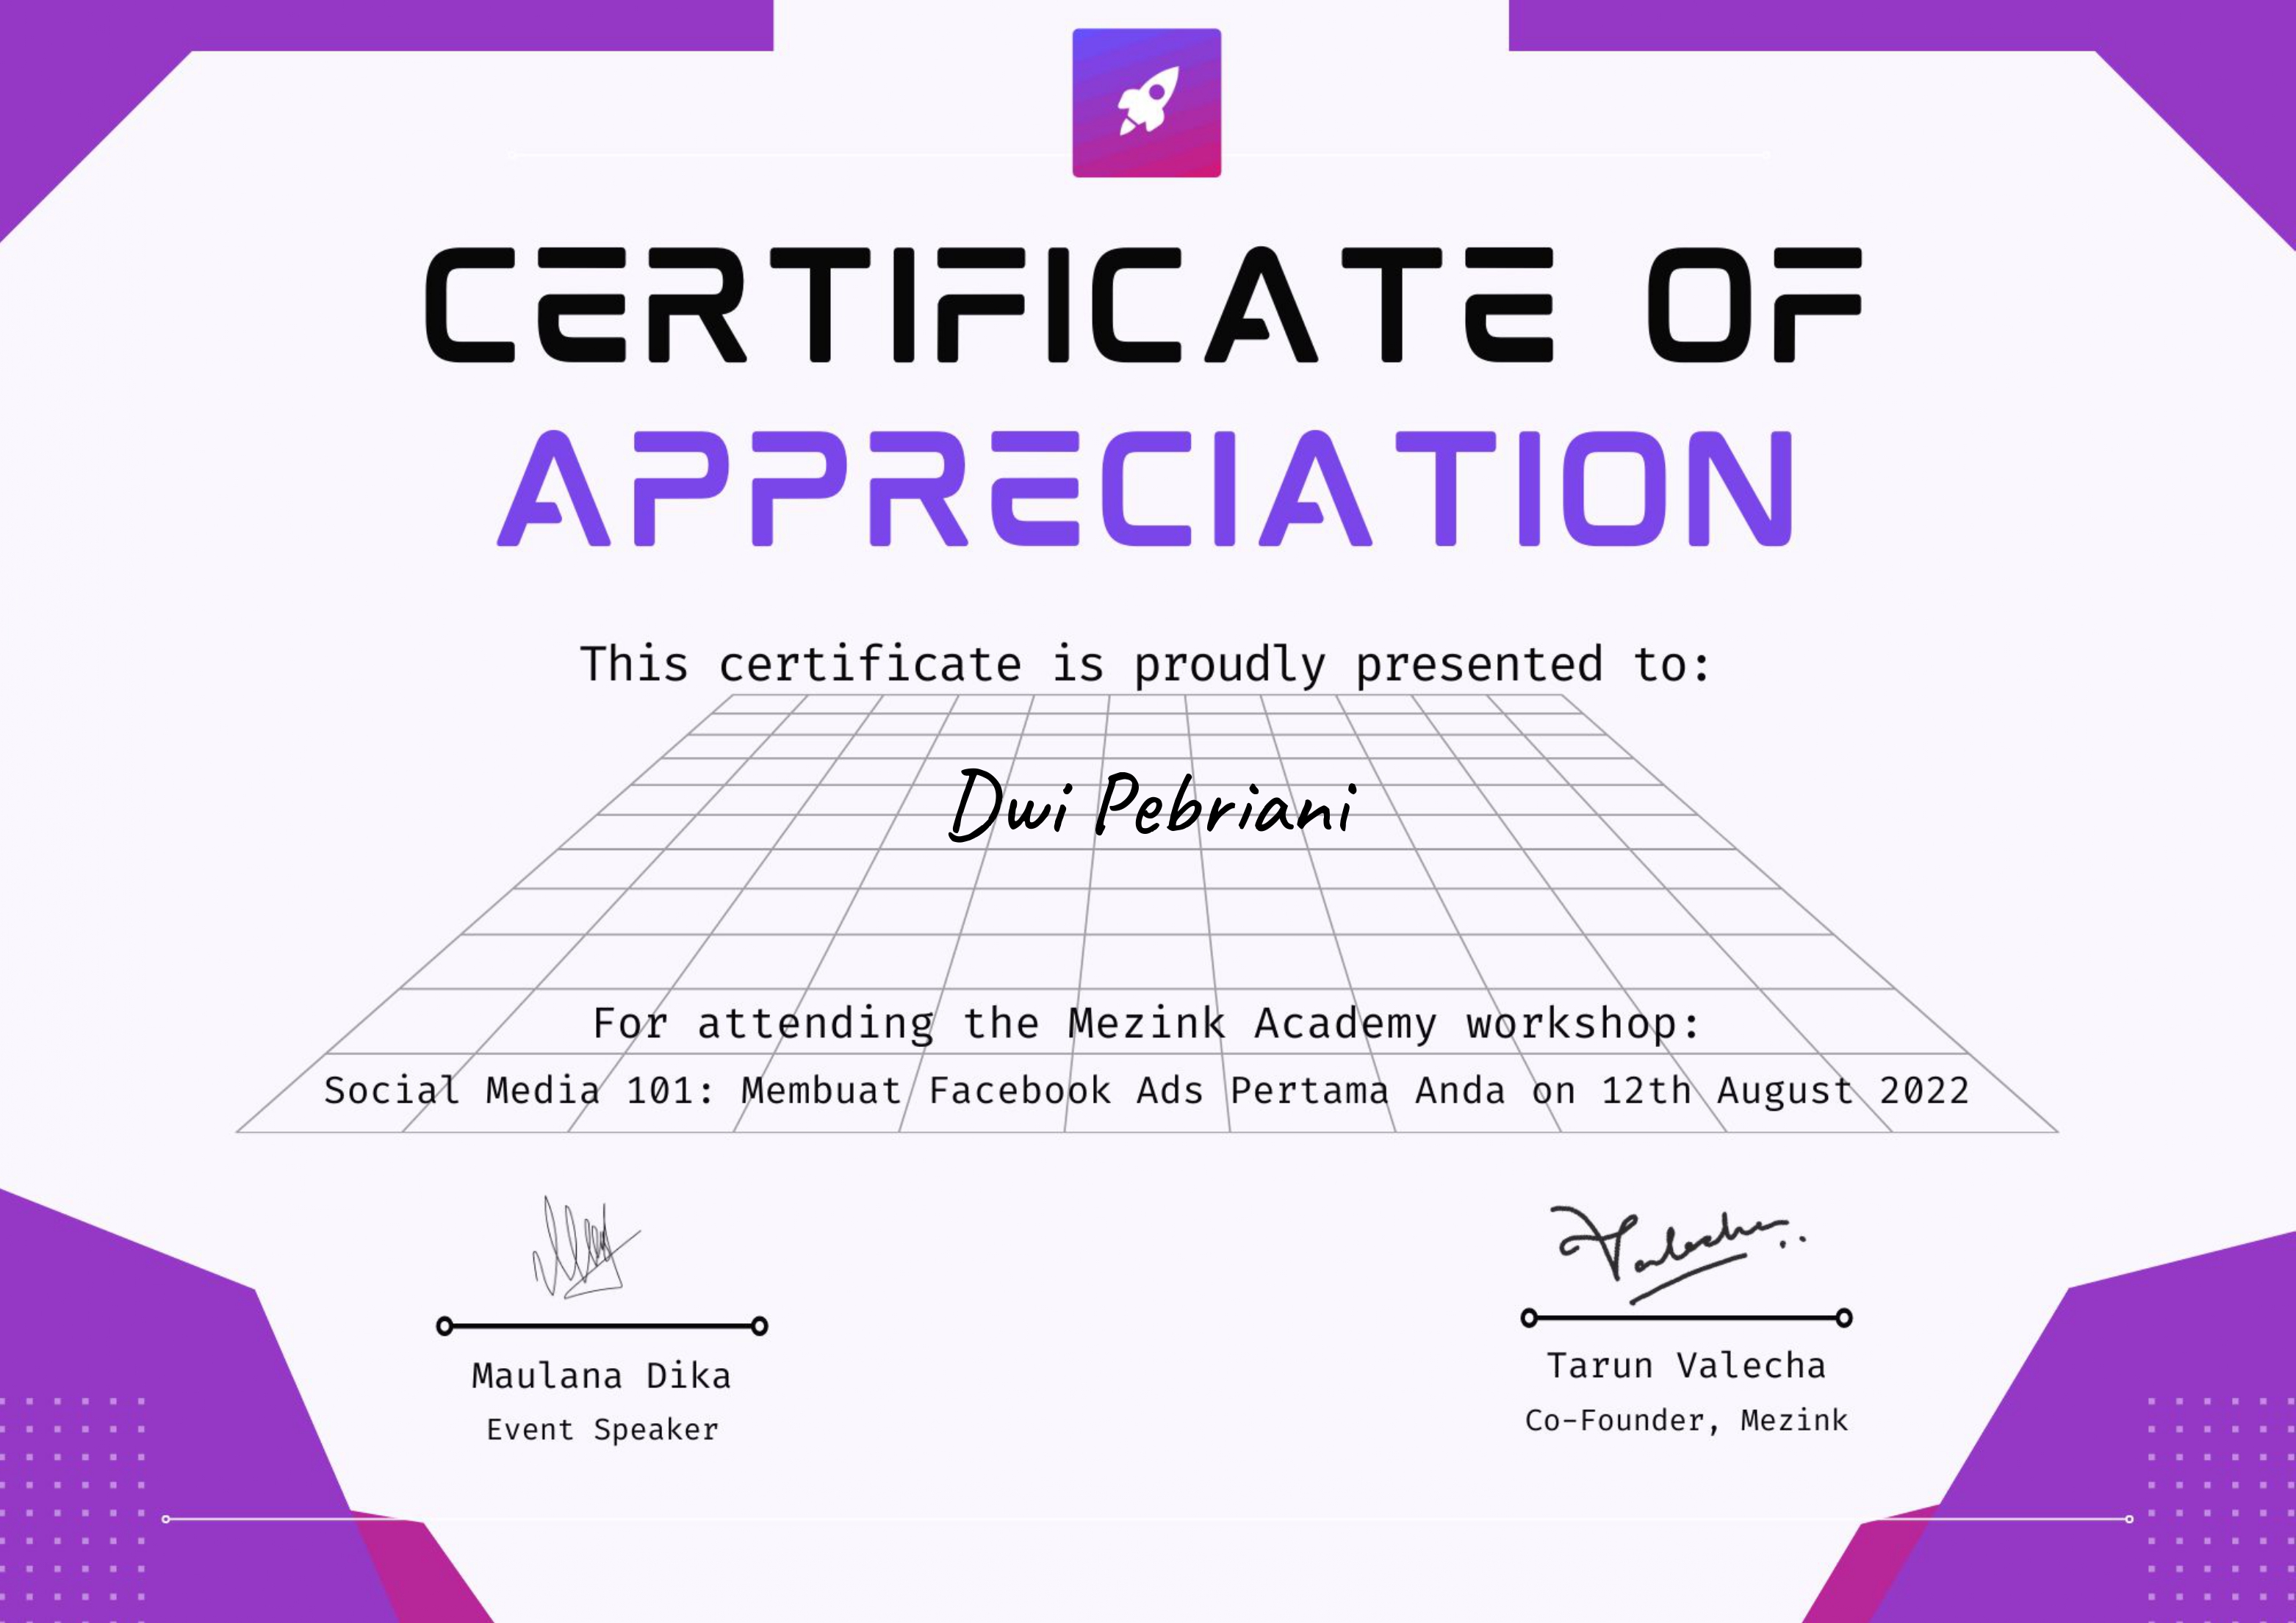 CERTIFICATE OF
APPRECIATION
This certificate is proudly presented to:
Dwi Pebriani
For attending the Mezink Academy workshop:
Social Media 101: Membuat Facebook Ads Pertama Anda on 12th August 2022
Valecha..
Maulana Dika
Event Speaker
Tarun Valecha
Co-Founder, Mezink